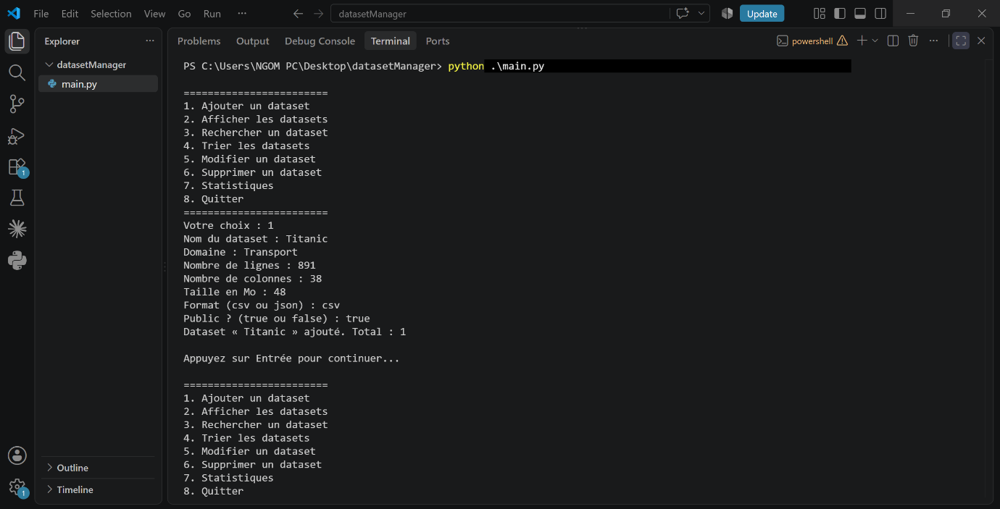 File Edit Selection View Go Run ··· datasetManager Update
Explorer ···
datasetManager
main.py
Outline
Timeline
1
1
Problems Output Debug Console Terminal Ports powershell
PS C:\Users\NGOM PC\Desktop\datasetManager> python .\main.py
========================
1. Ajouter un dataset
2. Afficher les datasets
3. Rechercher un dataset
4. Trier les datasets
5. Modifier un dataset
6. Supprimer un dataset
7. Statistiques
8. Quitter
========================
Votre choix : 1
Nom du dataset : Titanic
Domaine : Transport
Nombre de lignes : 891
Nombre de colonnes : 38
Taille en Mo : 48
Format (csv ou json) : csv
Public ? (true ou false) : true
Dataset « Titanic » ajouté. Total : 1
Appuyez sur Entrée pour continuer...
========================
1. Ajouter un dataset
2. Afficher les datasets
3. Rechercher un dataset
4. Trier les datasets
5. Modifier un dataset
6. Supprimer un dataset
7. Statistiques
8. Quitter